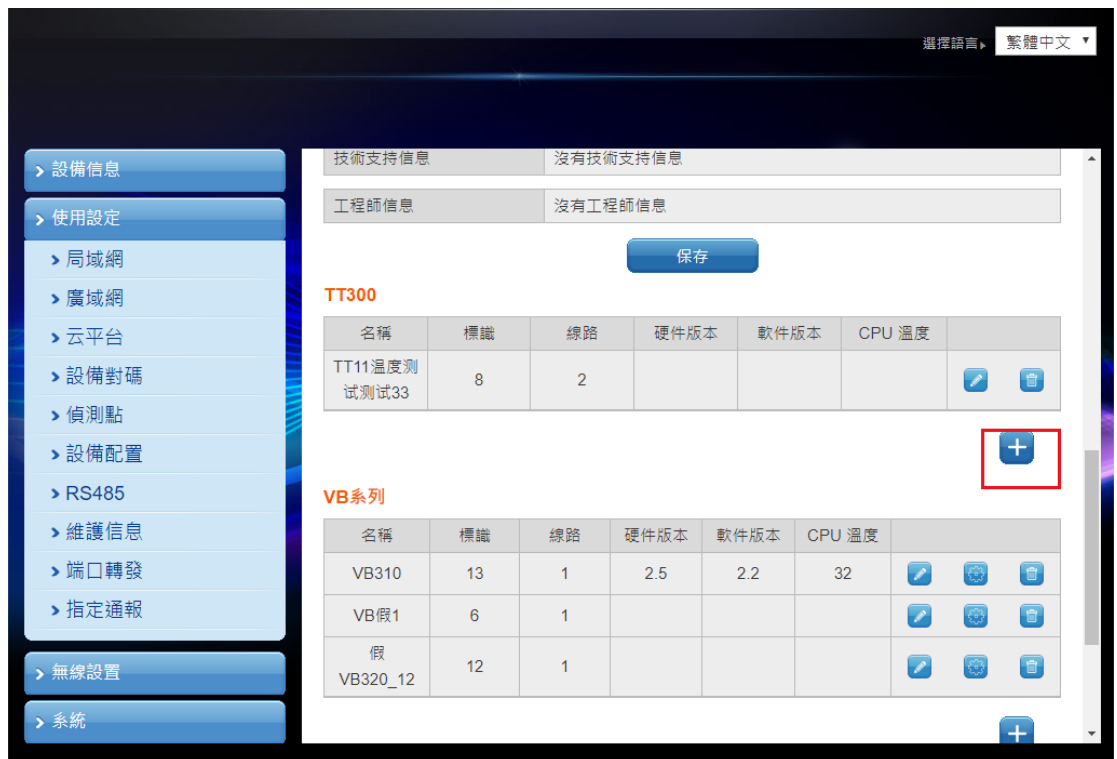 選擇語言
繁體中文
設備信息
使用設定
局域網
廣域網
云平台
設備對碼
偵測點
設備配置
RS485
維護信息
端口轉發
指定通報
無線設置
系統
技術支持信息 沒有技術支持信息
工程師信息 沒有工程師信息
保存
TT300
名稱 標識 線路 硬件版本 軟件版本 CPU 溫度
TT11温度测
试测试33 8 2
VB系列
名稱 標識 線路 硬件版本 軟件版本 CPU 溫度
VB310 13 1 2.5 2.2 32
VB假1 6 1
假
VB320_12 12 1